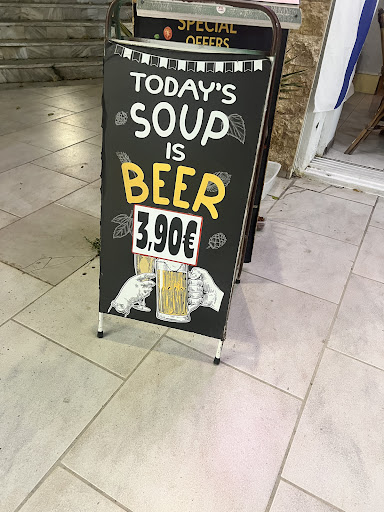 SPECIAL
OFFERS
TODAY'S
SOUP
IS
BEER
3,90€